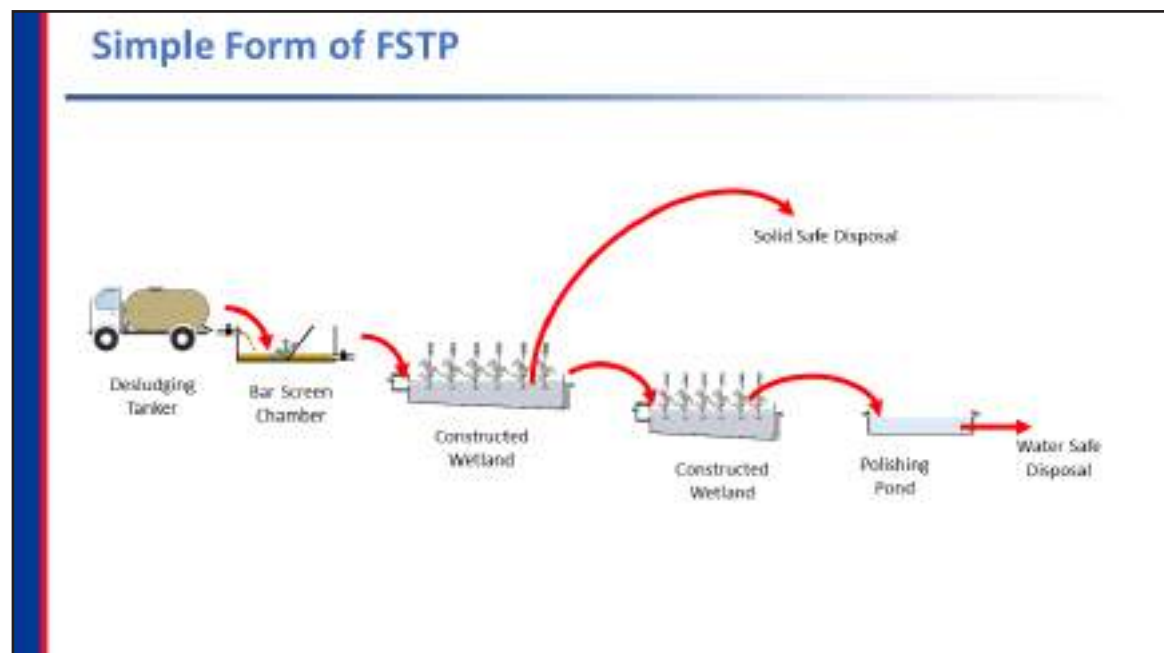 Simple Form of FSTP
Solid Safe Disposal
Desludging
Tanker
Bar Screen
Chamber
Constructed
Wetland
Constructed
Wetland
Polishing
Pond
Water Safe
Disposal